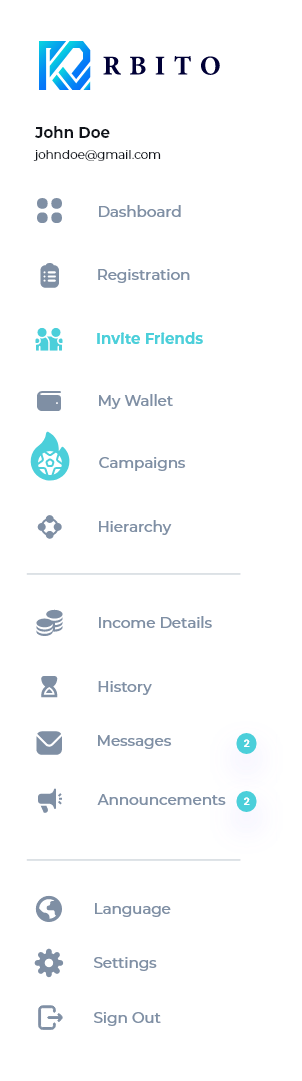 RBITO
John Doe
johndoe@gmail.com
Dashboard
Registration
Invite Friends
My Wallet
Campaigns
Hierarchy
Income Details
History
Messages 2
Announcements 2
Language
Settings
Sign Out